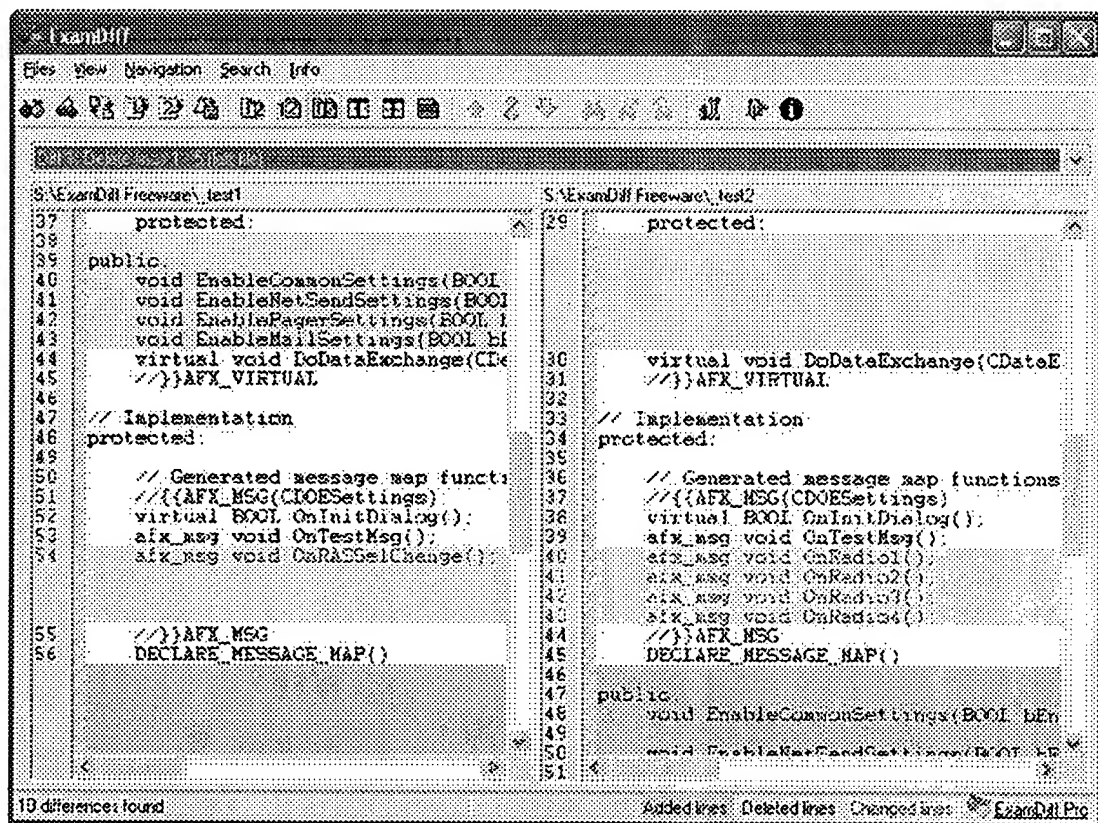 ExamDiff
Files View Navigation Search Info
S:\ExamDiff Freeware\_test1
37 protected:
38
39 public
40 void EnableCommonSettings(BOOL
41 void EnableNetSendSettings(BOOL
42 void EnablePagerSettings(BOOL b
43 void EnableMailSettings(BOOL bE
44 virtual void DoDataExchange(CDa
45 //}}AFX_VIRTUAL
46
47 // Implementation
48 protected:
49
50 // Generated message map functi
51 //{{AFX_MSG(CDOESettings)
52 virtual BOOL OnInitDialog();
53 afx_msg void OnTestMsg();
54 afx_msg void OnRASSelChange();
55 //}}AFX_MSG
56 DECLARE_MESSAGE_MAP()
S:\ExamDiff Freeware\_test2
29 protected:
30 virtual void DoDataExchange(CDataE
31 //}}AFX_VIRTUAL
32
33 // Implementation
34 protected:
35
36 // Generated message map functions
37 //{{AFX_MSG(CDOESettings)
38 virtual BOOL OnInitDialog();
39 afx_msg void OnTestMsg();
40 afx_msg void OnRadio1();
41 afx_msg void OnRadio2();
42 afx_msg void OnRadio3();
43 afx_msg void OnRadio4();
44 //}}AFX_MSG
45 DECLARE_MESSAGE_MAP()
46
47 public
48 void EnableCommonSettings(BOOL bEn
49
50 void EnableNetSendSettings(BOOL bE
51
13 differences found
Added lines Deleted lines Changed lines ExamDiff Pro